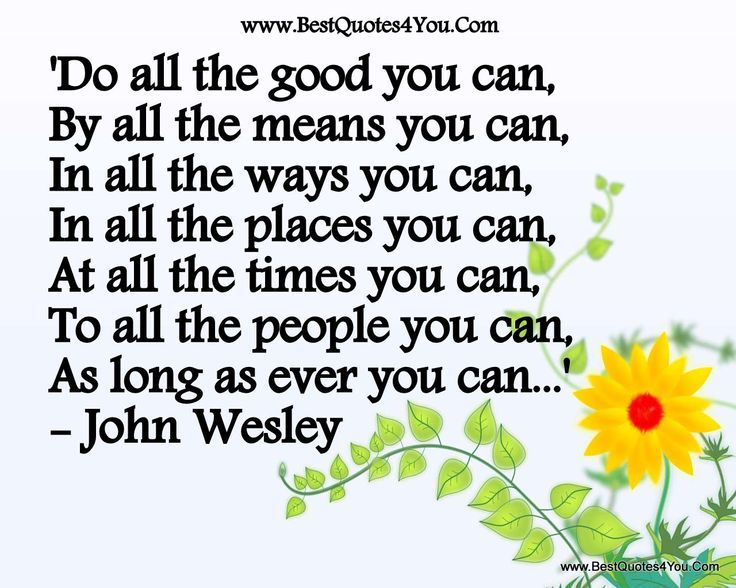 www.BestQuotes4You.Com
'Do all the good you can,
By all the means you can,
In all the ways you can,
In all the places you can,
At all the times you can,
To all the people you can,
As long as ever you can...'
– John Wesley
www.BestQuotes4You.Com